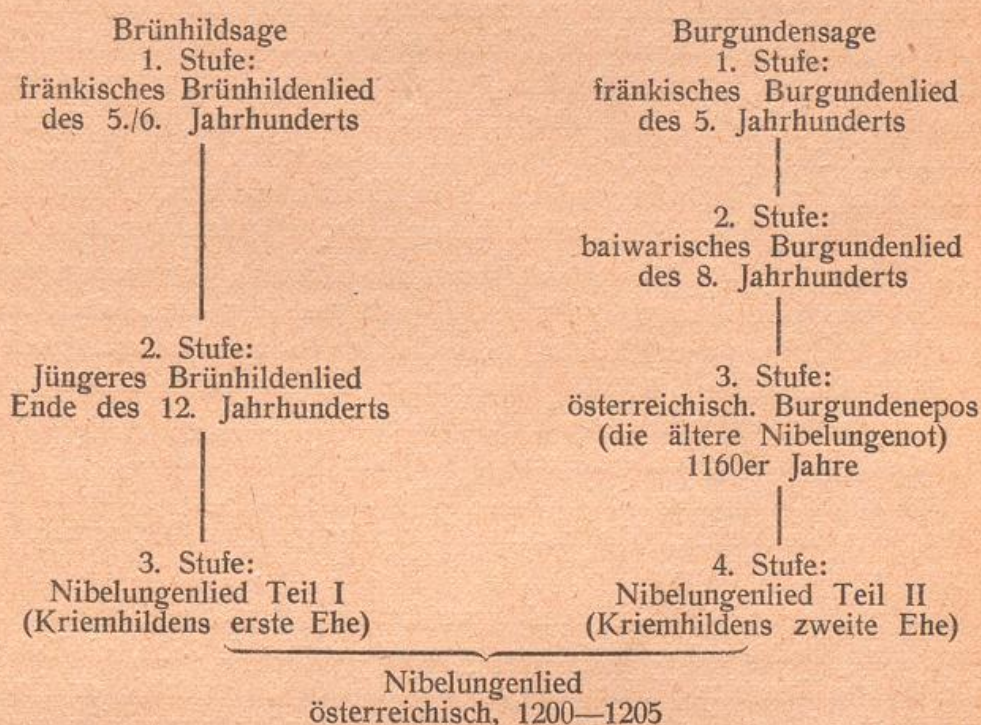 Brünhildsage
1. Stufe:
fränkisches Brünhildenlied
des 5./6. Jahrhunderts
2. Stufe:
Jüngeres Brünhildenlied
Ende des 12. Jahrhunderts
3. Stufe:
Nibelungenlied Teil I
(Kriemhildens erste Ehe)
Burgundensage
1. Stufe:
fränkisches Burgundenlied
des 5. Jahrhunderts
2. Stufe:
baiwarisches Burgundenlied
des 8. Jahrhunderts
3. Stufe:
österreichisch. Burgundenepos
(die ältere Nibelungenot)
1160er Jahre
4. Stufe:
Nibelungenlied Teil II
(Kriemhildens zweite Ehe)
Nibelungenlied
österreichisch, 1200—1205